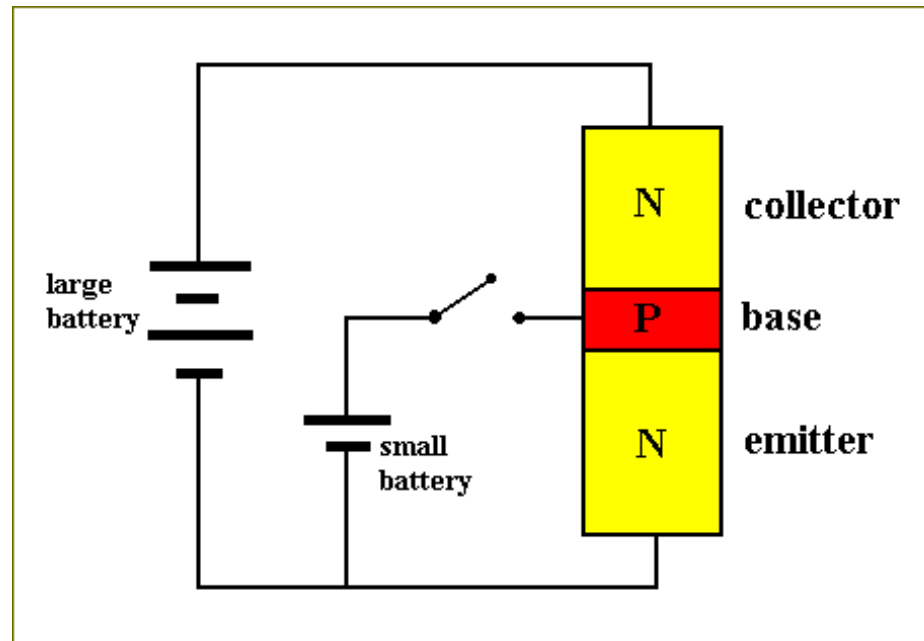 N
collector
large
battery
P
base
small
battery
N
emitter